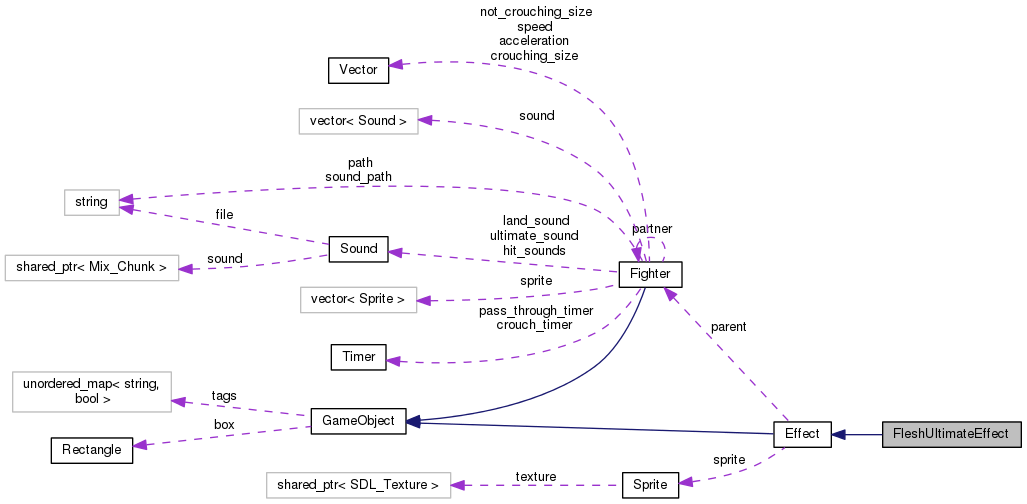 not_crouching_size
speed
acceleration
crouching_size
Vector
vector< Sound >
sound
path
sound_path
string
file
land_sound
ultimate_sound
hit_sounds
partner
Sound
shared_ptr< Mix_Chunk >
sound
Fighter
sprite
vector< Sprite >
pass_through_timer
crouch_timer
parent
Timer
unordered_map< string,
bool >
tags
GameObject
box
Rectangle
Effect
FleshUltimateEffect
sprite
shared_ptr< SDL_Texture >
texture
Sprite